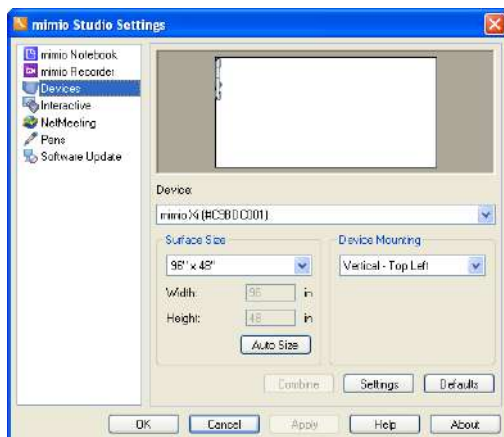 mimio Studio Settings
mimio Notebook
mimio Recorder
Devices
Interactive
NetMeeting
Pens
Software Update
Device:
mimio Xi (#C9BDC001)
Surface Size
Device Mounting
96" x 48"
Vertical - Top Left
Width: 96 in
Height: 48 in
Auto Size
Combine Settings Defaults
OK Cancel Apply Help About